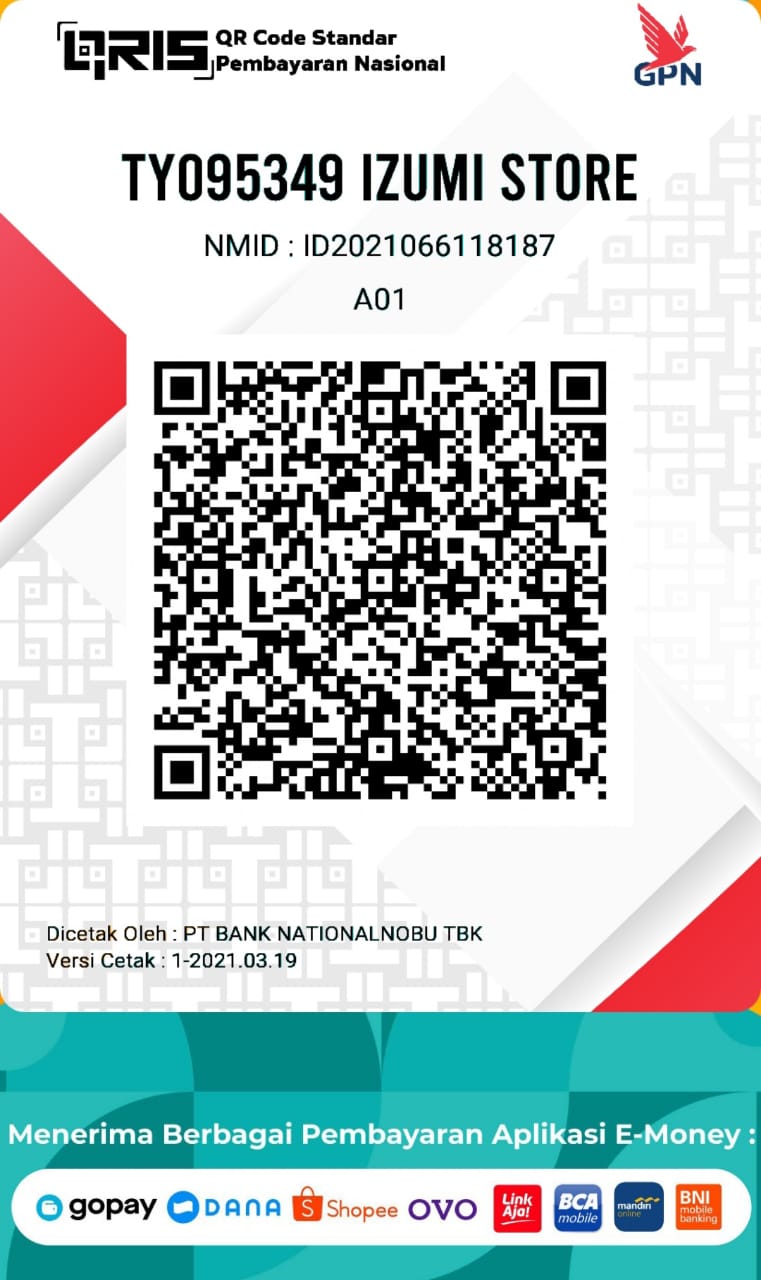 QRIS QR Code Standar
Pembayaran Nasional
GPN
TY095349 IZUMI STORE
NMID : ID2021066118187
A01
Dicetak Oleh : PT BANK NATIONALNOBU TBK
Versi Cetak : 1-2021.03.19
Menerima Berbagai Pembayaran Aplikasi E-Money :
gopay DANA Shopee OVO Link Aja! BCA mobile mandiri online BNI mobile banking